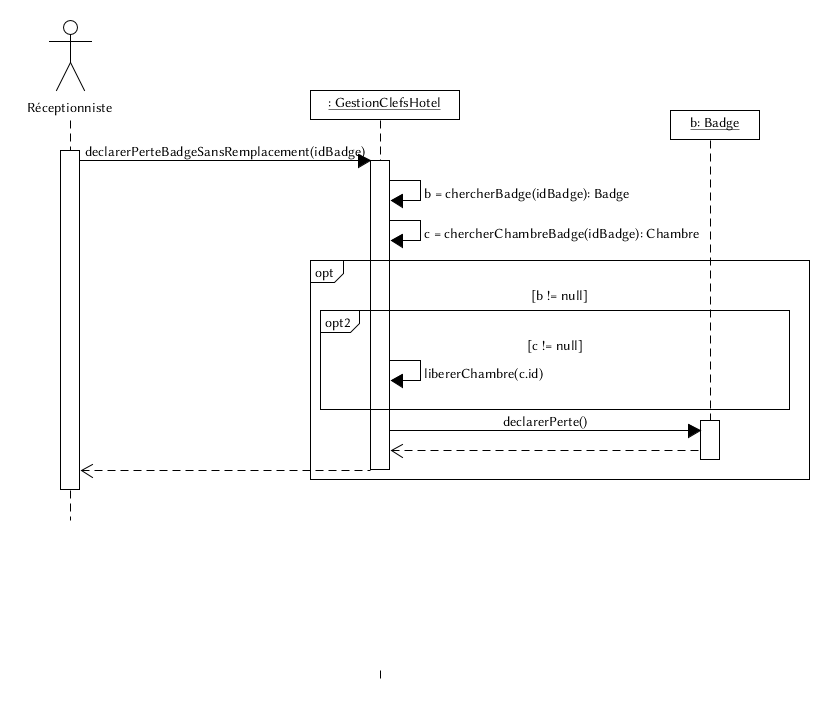 Réceptionniste
: GestionClefsHotel
b: Badge
declarerPerteBadgeSansRemplacement(idBadge)
b = chercherBadge(idBadge): Badge
c = chercherChambreBadge(idBadge): Chambre
opt
[b != null]
opt2
[c != null]
libererChambre(c.id)
declarerPerte()